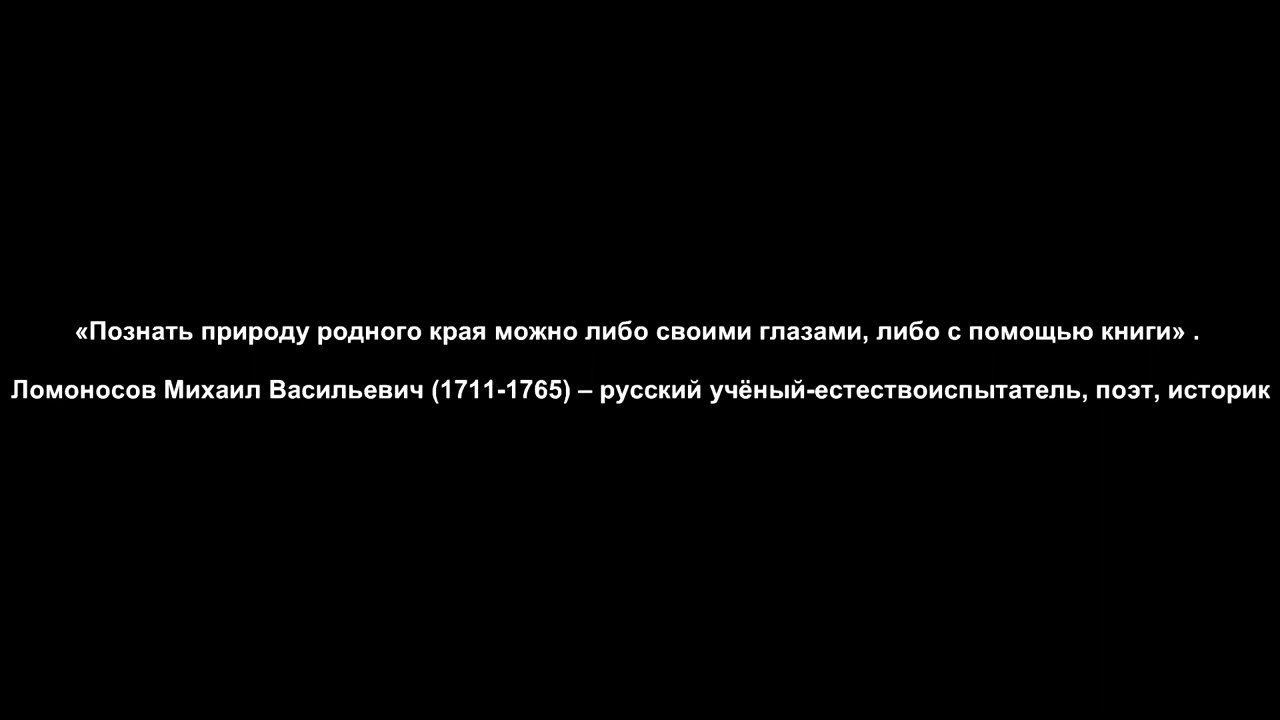 «Познать природу родного края можно либо своими глазами, либо с помощью книги» .
Ломоносов Михаил Васильевич (1711-1765) – русский учёный-естествоиспытатель, поэт, историк